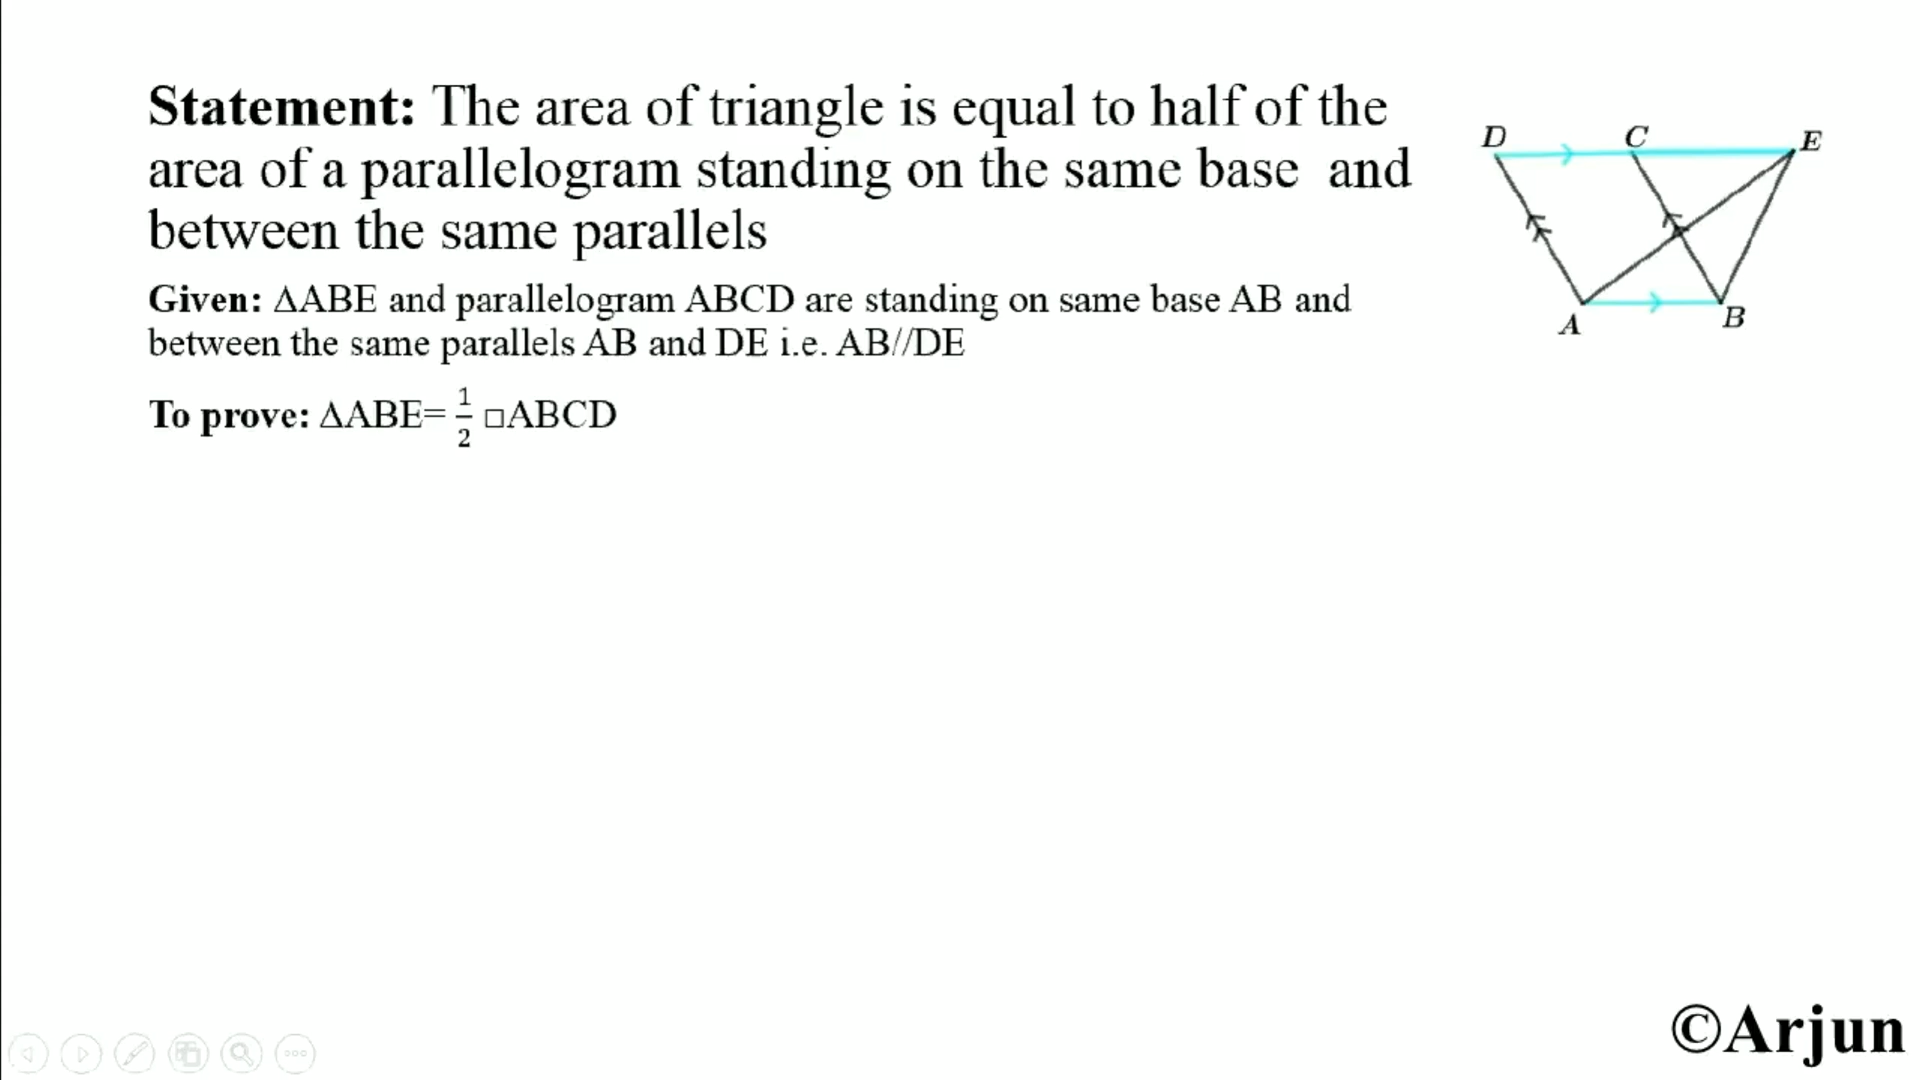 Statement: The area of triangle is equal to half of the
area of a parallelogram standing on the same base and
between the same parallels
Given: ΔABE and parallelogram ABCD are standing on same base AB and
between the same parallels AB and DE i.e. AB//DE
To prove: ΔABE= 1/2 □ABCD
D C E
A B
©Arjun